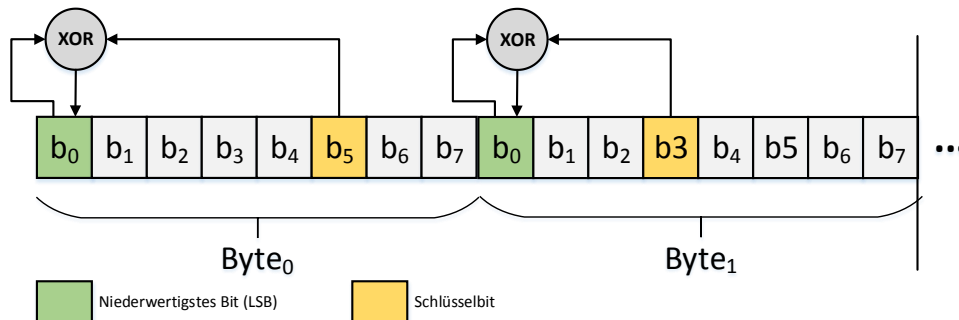 XOR XOR
b₀ b₁ b₂ b₃ b₄ b₅ b₆ b₇ b₀ b₁ b₂ b3 b₄ b5 b₆ b₇ ...
Byte₀ Byte₁
Niederwertigstes Bit (LSB) Schlüsselbit